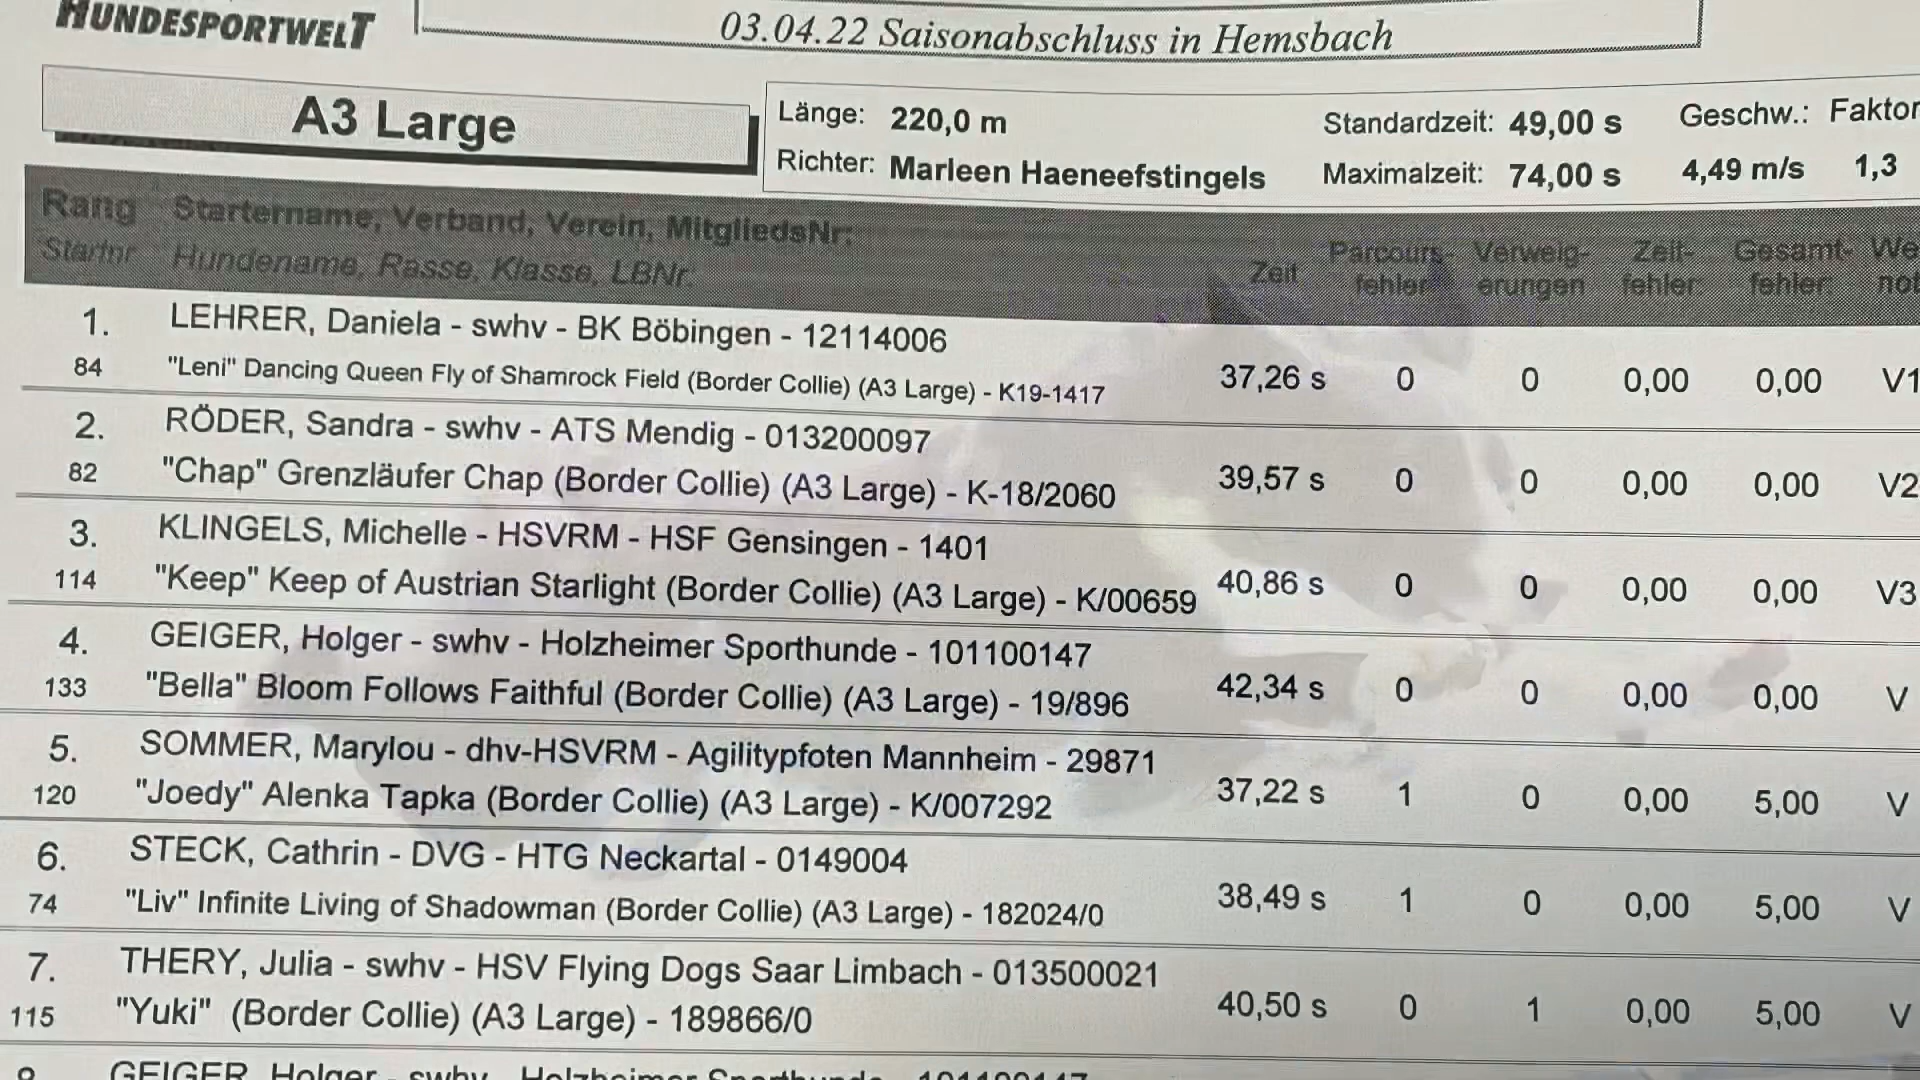 HUNDESPORTWELT
03.04.22 Saisonabschluss in Hemsbach
A3 Large
Länge: 220,0 m
Richter: Marleen Haeneefstingels
Standardzeit: 49,00 s
Maximalzeit: 74,00 s
Geschw.: Faktor
4,49 m/s 1,3
Rang Startername, Verband, Verein, MitgliedsNr.
Startnr Hundename, Rasse, Klasse, LBNr.
Zeit Parcours- fehler Verweig- erungen Zeit- fehler Gesamt- fehler
1. LEHRER, Daniela - swhv - BK Böbingen - 12114006
84 "Leni" Dancing Queen Fly of Shamrock Field (Border Collie) (A3 Large) - K19-1417 37,26 s 0 0 0,00 0,00 V1
2. RÖDER, Sandra - swhv - ATS Mendig - 013200097
82 "Chap" Grenzläufer Chap (Border Collie) (A3 Large) - K-18/2060 39,57 s 0 0 0,00 0,00 V2
3. KLINGELS, Michelle - HSVRM - HSF Gensingen - 1401
114 "Keep" Keep of Austrian Starlight (Border Collie) (A3 Large) - K/00659 40,86 s 0 0 0,00 0,00 V3
4. GEIGER, Holger - swhv - Holzheimer Sporthunde - 101100147
133 "Bella" Bloom Follows Faithful (Border Collie) (A3 Large) - 19/896 42,34 s 0 0 0,00 0,00 V
5. SOMMER, Marylou - dhv-HSVRM - Agilitypfoten Mannheim - 29871
120 "Joedy" Alenka Tapka (Border Collie) (A3 Large) - K/007292 37,22 s 1 0 0,00 5,00 V
6. STECK, Cathrin - DVG - HTG Neckartal - 0149004
74 "Liv" Infinite Living of Shadowman (Border Collie) (A3 Large) - 182024/0 38,49 s 1 0 0,00 5,00 V
7. THERY, Julia - swhv - HSV Flying Dogs Saar Limbach - 013500021
115 "Yuki" (Border Collie) (A3 Large) - 189866/0 40,50 s 0 1 0,00 5,00 V
GEIGER, Holger - swhv - Holzheimer Sporthunde - 101100147